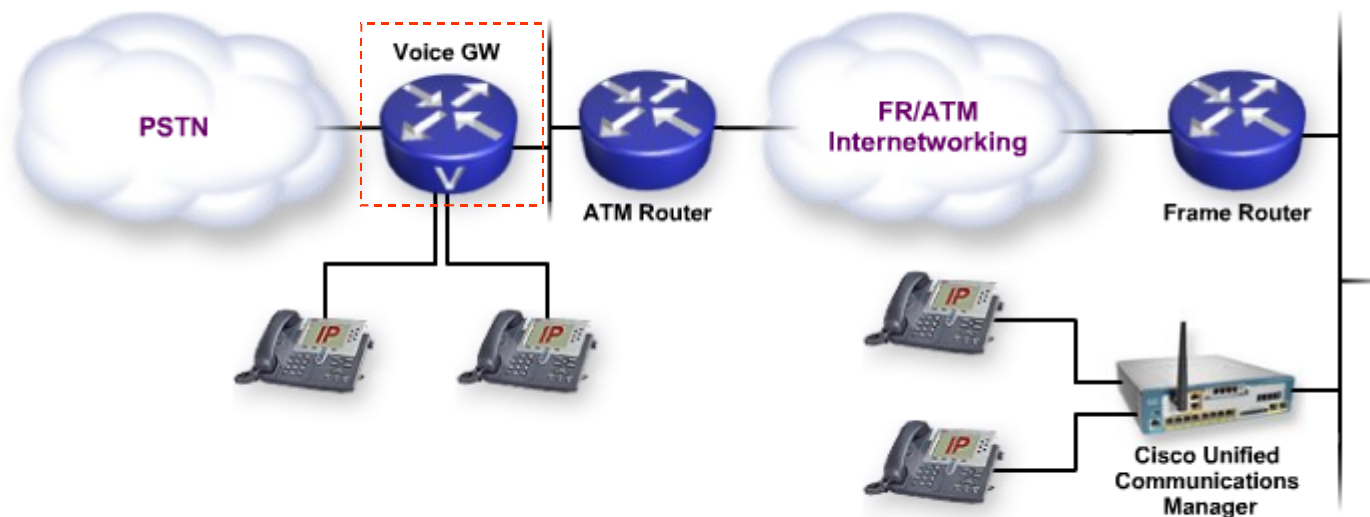 Voice GW
PSTN
V
FR/ATM
Internetworking
ATM Router
Frame Router
IP
IP
IP
IP
Cisco Unified
Communications
Manager